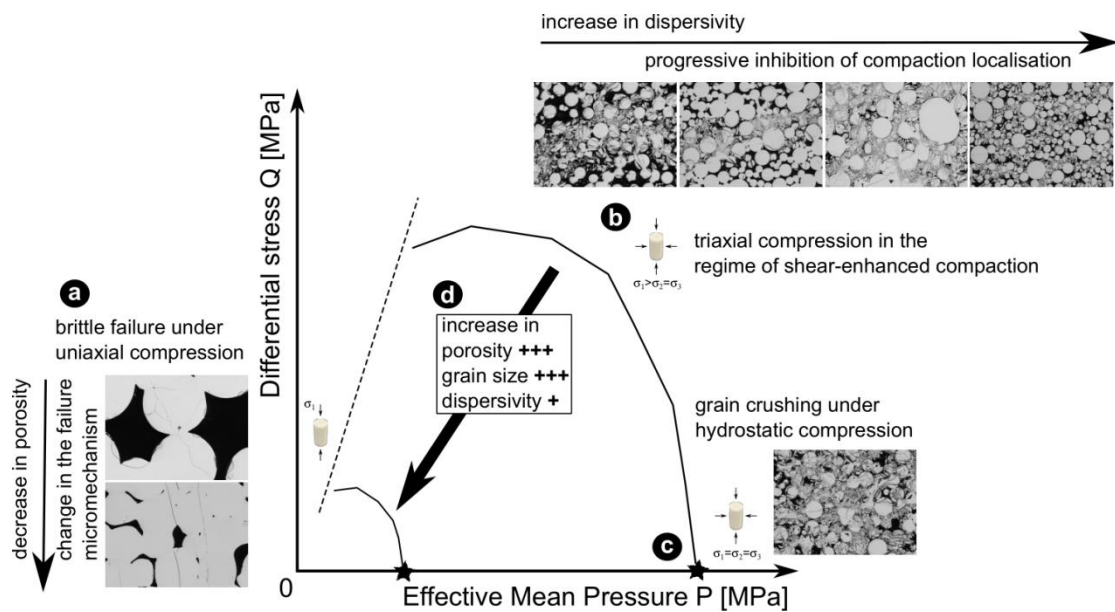 increase in dispersivity
progressive inhibition of compaction localisation
Differential stress Q [MPa]
b
triaxial compression in the
regime of shear-enhanced compaction
σ₁>σ₂=σ₃
a
brittle failure under
uniaxial compression
decrease in porosity
change in the failure
micromechanism
σ₁
d
increase in
porosity +++
grain size +++
dispersivity +
grain crushing under
hydrostatic compression
σ₁=σ₂=σ₃
c
0
Effective Mean Pressure P [MPa]